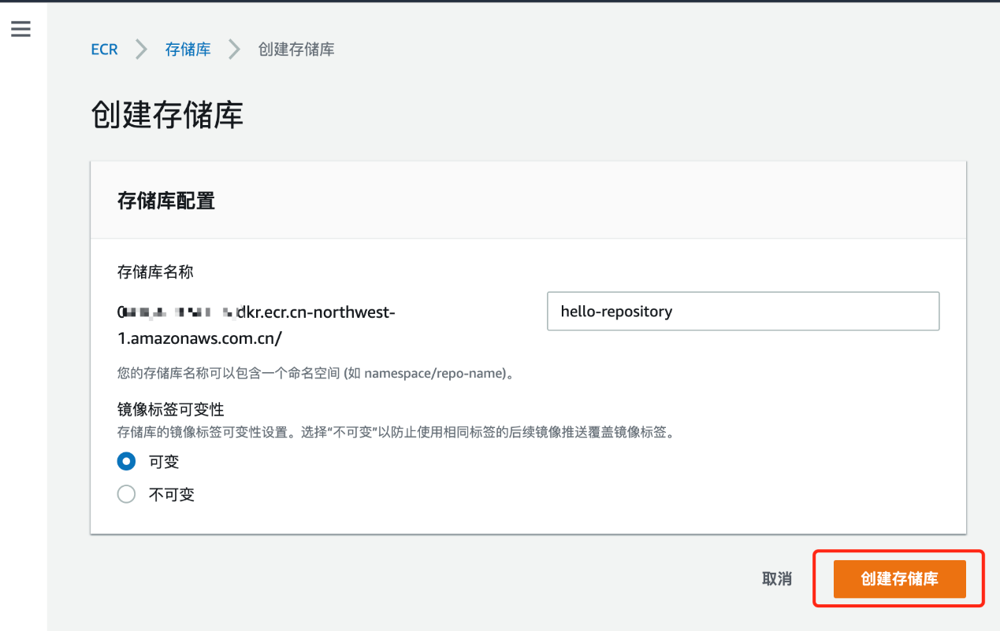 ECR 存储库 创建存储库
创建存储库
存储库配置
存储库名称
dkr.ecr.cn-northwest-
1.amazonaws.com.cn/
hello-repository
您的存储库名称可以包含一个命名空间 (如 namespace/repo-name)。
镜像标签可变性
存储库的镜像标签可变性设置。选择“不可变”以防止使用相同标签的后续镜像推送覆盖镜像标签。
可变
不可变
取消 创建存储库